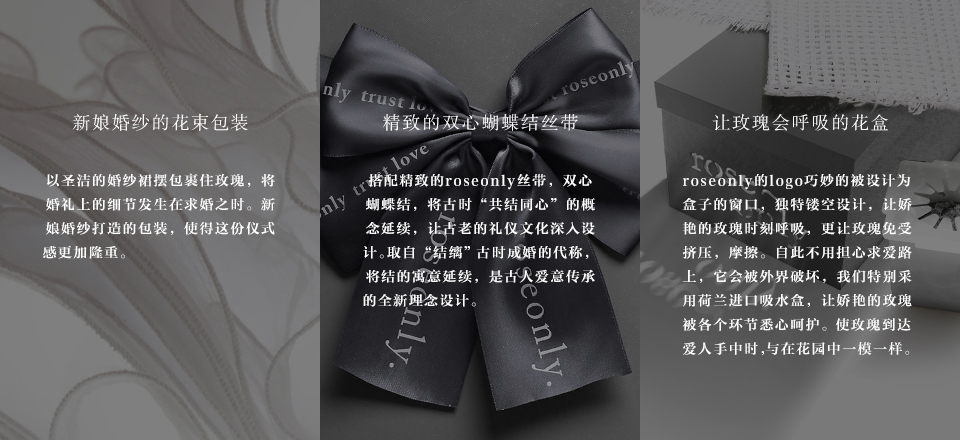 新娘婚纱的花束包装
以圣洁的婚纱裙摆包裹住玫瑰，将
婚礼上的细节发生在求婚之时。新
娘婚纱打造的包装，使得这份仪式
感更加隆重。
nly trust lov
roseonly
trust love
only
roseonly.
roseonly.
精致的双心蝴蝶结丝带
搭配精致的roseonly丝带，双心
蝴蝶结，将古时“共结同心”的概
念延续，让古老的礼仪文化深入设
计。取自“结缡”古时成婚的代称，
将结的寓意延续，是古人爱意传承
的全新理念设计。
让玫瑰会呼吸的花盒
roseonly的logo巧妙的被设计为
盒子的窗口，独特镂空设计，让娇
艳的玫瑰时刻呼吸，更让玫瑰免受
挤压，摩擦。自此不用担心求爱路
上，它会被外界破坏，我们特别采
用荷兰进口吸水盒，让娇艳的玫瑰
被各个环节悉心呵护。使玫瑰到达
爱人手中时,与在花园中一模一样。